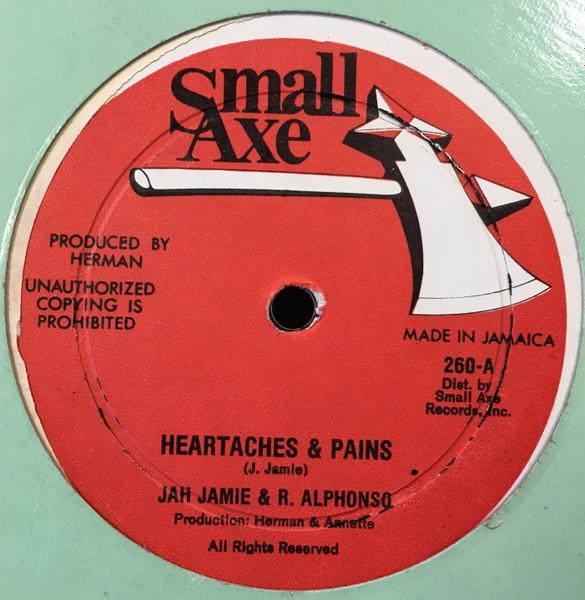 Small
Axe
PRODUCED BY
HERMAN
UNAUTHORIZED
COPYING IS
PROHIBITED
MADE IN JAMAICA
260-A
Dist. by
Small Axe
Records, Inc.
HEARTACHES & PAINS
(J. Jamie)
JAH JAMIE & R. ALPHONSO
Production: Herman & Annette
All Rights Reserved